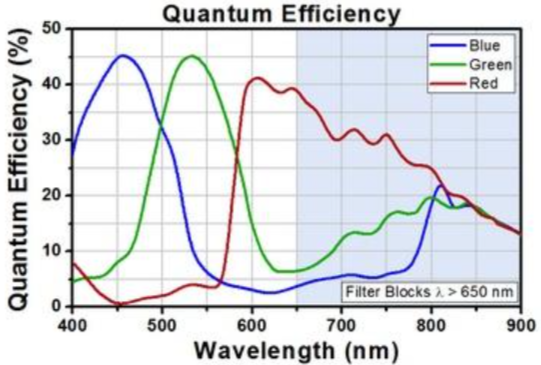 Quantum Efficiency
Quantum Efficiency (%)
50
40
30
20
10
0
Blue
Green
Red
Filter Blocks λ > 650 nm
400 500 600 700 800 900
Wavelength (nm)